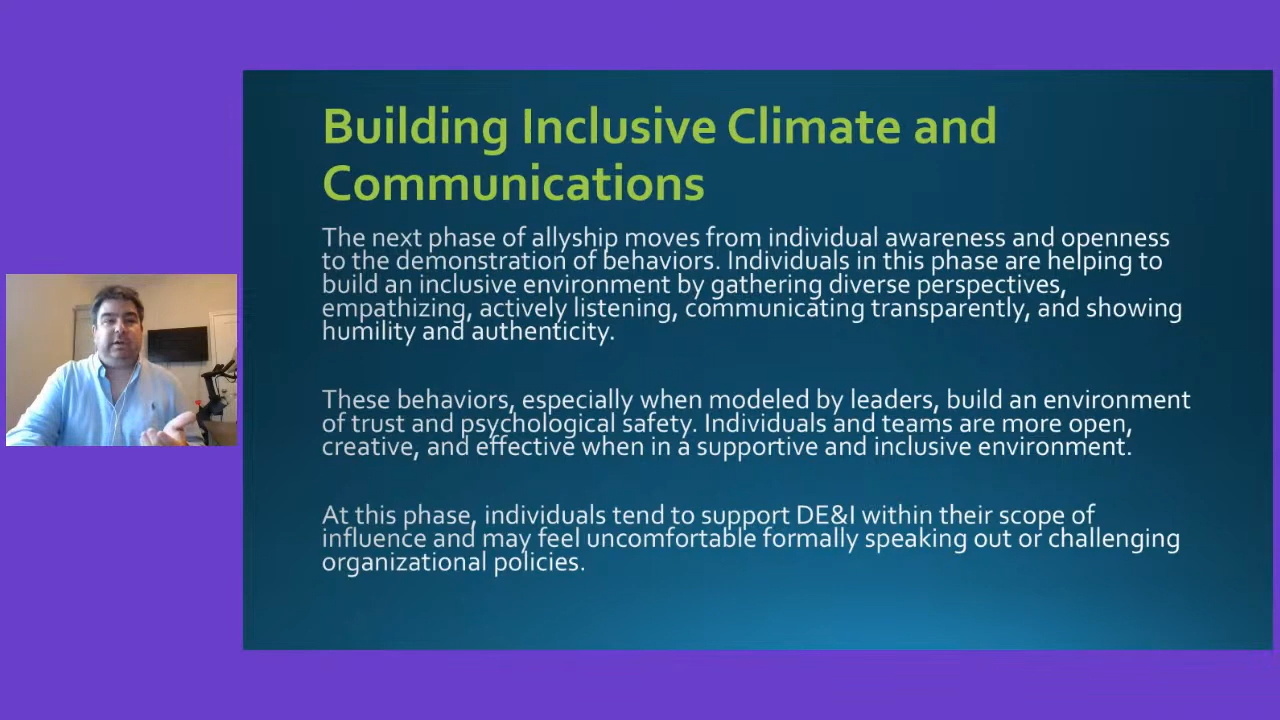 Building Inclusive Climate and
Communications
The next phase of allyship moves from individual awareness and openness
to the demonstration of behaviors. Individuals in this phase are helping to
build an inclusive environment by gathering diverse perspectives,
empathizing, actively listening, communicating transparently, and showing
humility and authenticity.
These behaviors, especially when modeled by leaders, build an environment
of trust and psychological safety. Individuals and teams are more open,
creative, and effective when in a supportive and inclusive environment.
At this phase, individuals tend to support DE&I within their scope of
influence and may feel uncomfortable formally speaking out or challenging
organizational policies.